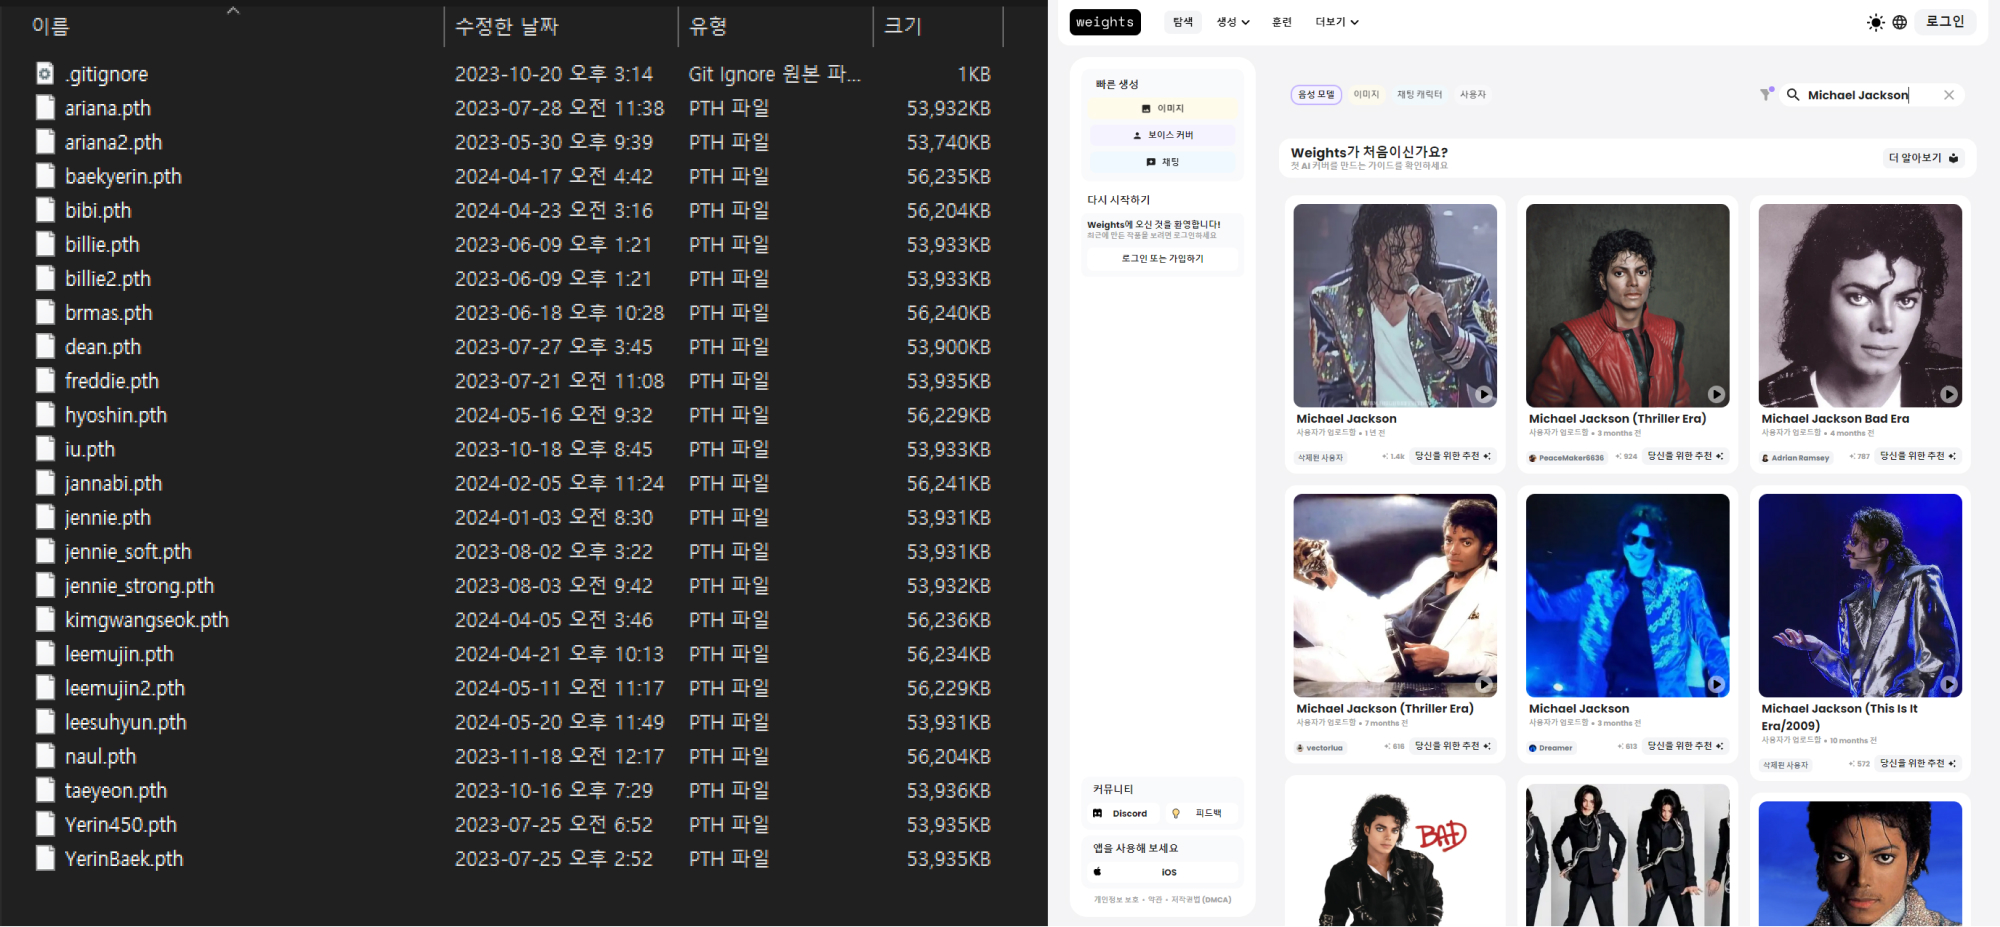 이름 수정한 날짜 유형 크기
.gitignore 2023-10-20 오후 3:14 Git Ignore 원본 파... 1KB
ariana.pth 2023-07-28 오전 11:38 PTH 파일 53,932KB
ariana2.pth 2023-05-30 오후 9:39 PTH 파일 53,740KB
baekyerin.pth 2024-04-17 오전 4:42 PTH 파일 56,235KB
bibi.pth 2024-04-23 오전 3:16 PTH 파일 56,204KB
billie.pth 2023-06-09 오후 1:21 PTH 파일 53,933KB
billie2.pth 2023-06-09 오후 1:21 PTH 파일 53,933KB
brmas.pth 2023-06-18 오후 10:28 PTH 파일 56,240KB
dean.pth 2023-07-27 오후 3:45 PTH 파일 53,900KB
freddie.pth 2023-07-21 오전 11:08 PTH 파일 53,935KB
hyoshin.pth 2024-05-16 오전 9:32 PTH 파일 56,229KB
iu.pth 2023-10-18 오후 8:45 PTH 파일 53,933KB
jannabi.pth 2024-02-05 오후 11:24 PTH 파일 56,241KB
jennie.pth 2024-01-03 오전 8:30 PTH 파일 53,931KB
jennie_soft.pth 2023-08-02 오후 3:22 PTH 파일 53,931KB
jennie_strong.pth 2023-08-03 오전 9:42 PTH 파일 53,932KB
kimgwangseok.pth 2024-04-05 오전 3:46 PTH 파일 56,236KB
leemujin.pth 2024-04-21 오후 10:13 PTH 파일 56,234KB
leemujin2.pth 2024-05-11 오전 11:17 PTH 파일 56,229KB
leesuhyun.pth 2024-05-20 오후 11:49 PTH 파일 53,931KB
naul.pth 2023-11-18 오전 12:17 PTH 파일 56,204KB
taeyeon.pth 2023-10-16 오후 7:29 PTH 파일 53,936KB
Yerin450.pth 2023-07-25 오전 6:52 PTH 파일 53,935KB
YerinBaek.pth 2023-07-25 오후 2:52 PTH 파일 53,935KB
weights 탐색 생성 훈련 더보기 로그인
빠른 생성
이미지
보이스 커버
채팅
다시 시작하기
Weights에 오신 것을 환영합니다!
최근에 만든 작품을 보려면 로그인하세요
로그인 또는 가입하기
커뮤니티
Discord 피드백
앱을 사용해 보세요
iOS
개인정보 보호 • 약관 • 저작권법 (DMCA)
음성 모델 이미지 채팅 캐릭터 사용자 Michael Jackson
Weights가 처음이신가요?
첫 AI 커버를 만드는 가이드를 확인하세요
더 알아보기
Michael Jackson
사용자가 업로드함 • 1년 전
삭제된 사용자 1.4k 당신을 위한 추천
Michael Jackson (Thriller Era)
사용자가 업로드함 • 3 months 전
PeaceMaker6636 924 당신을 위한 추천
Michael Jackson Bad Era
사용자가 업로드함 • 4 months 전
Adrian Ramsey 787 당신을 위한 추천
Michael Jackson (Thriller Era)
사용자가 업로드함 • 7 months 전
vectorlua 616 당신을 위한 추천
Michael Jackson
사용자가 업로드함 • 3 months 전
Dreamer 613 당신을 위한 추천
Michael Jackson (This Is It
Era/2009)
사용자가 업로드함 • 10 months 전
삭제된 사용자 572 당신을 위한 추천
BAD